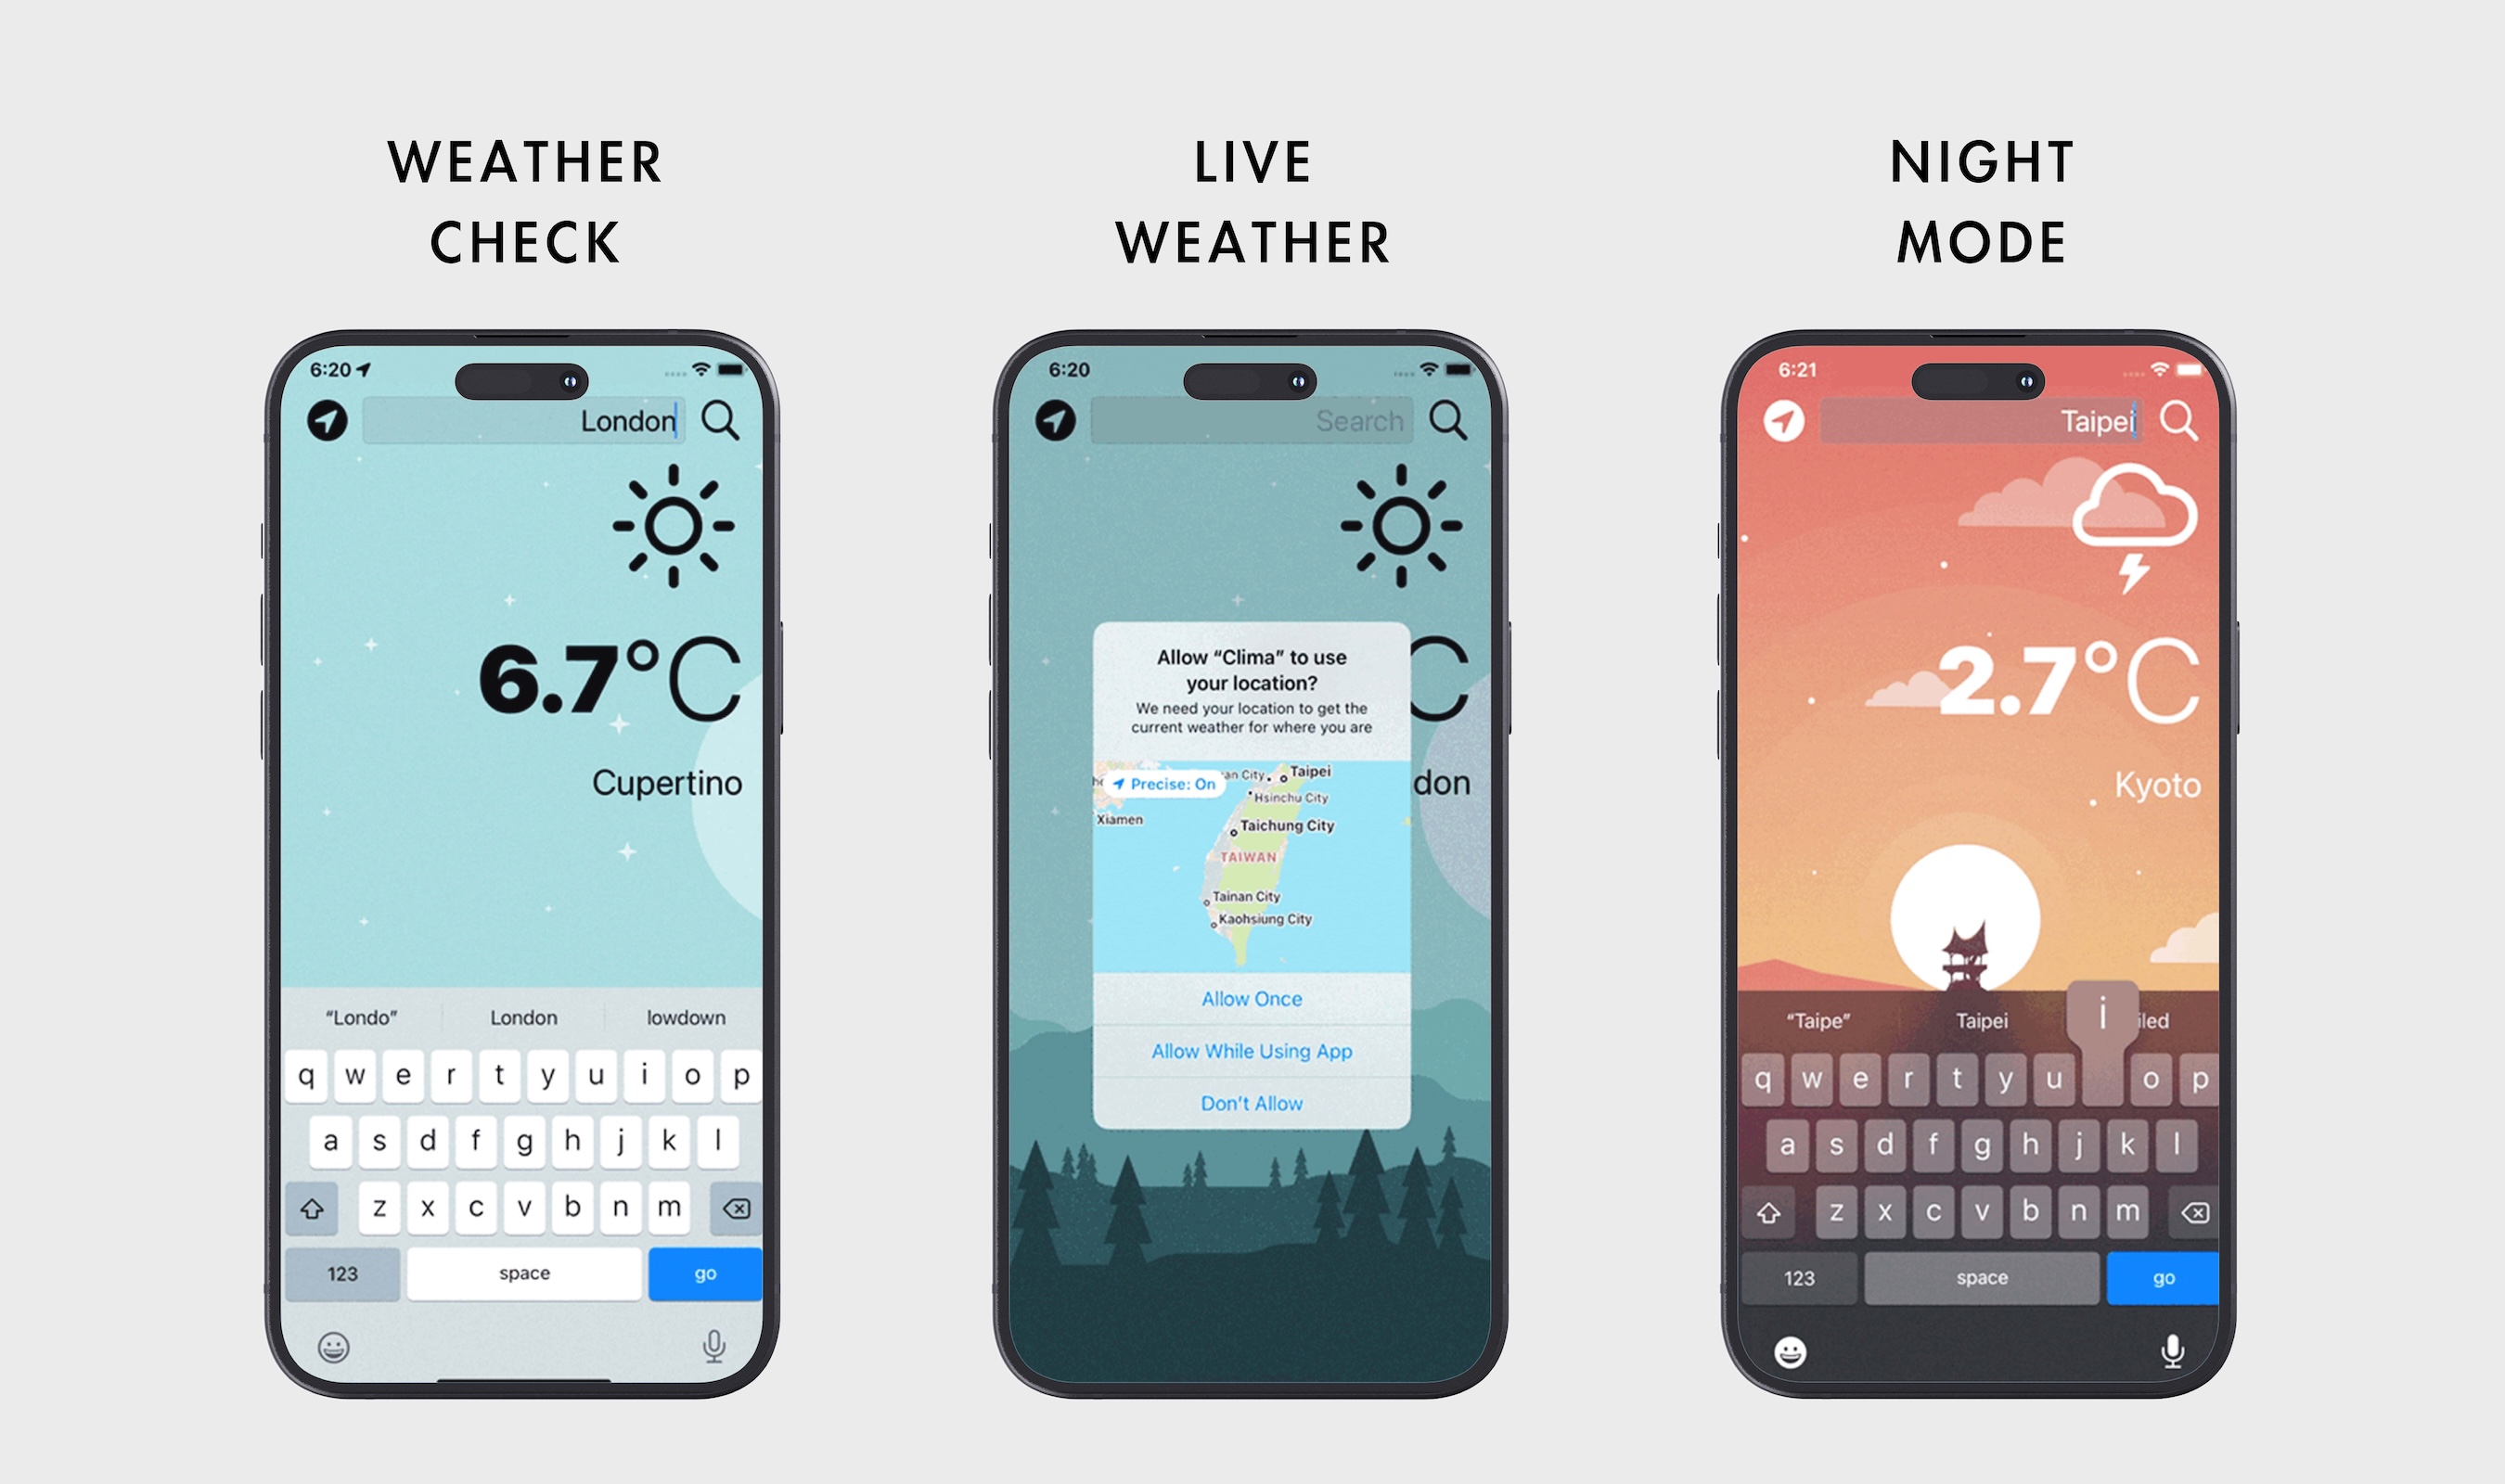 WEATHER
CHECK
6:20
London
6.7°C
Cupertino
“Londo” London lowdown
q w e r t y u i o p
a s d f g h j k l
z x c v b n m
123 space go
LIVE
WEATHER
6:20
Search
C
don
Allow “Clima” to use
your location?
We need your location to get the
current weather for where you are
Precise: On
an City
Taipei
Hsinchu City
Xiamen
Taichung City
TAIWAN
Tainan City
Kaohsiung City
Allow Once
Allow While Using App
Don’t Allow
NIGHT
MODE
6:21
Taipei
2.7°C
Kyoto
“Taipe” Taipei i iled
q w e r t y u o p
a s d f g h j k l
z x c v b n m
123 space go